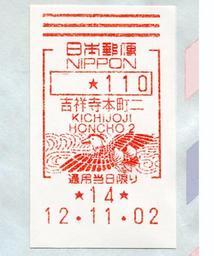 日本郵便
NIPPON
★110
吉祥寺本町二
KICHIJOJI
HONCHO 2
通用当日限り
★14★
12.11.02